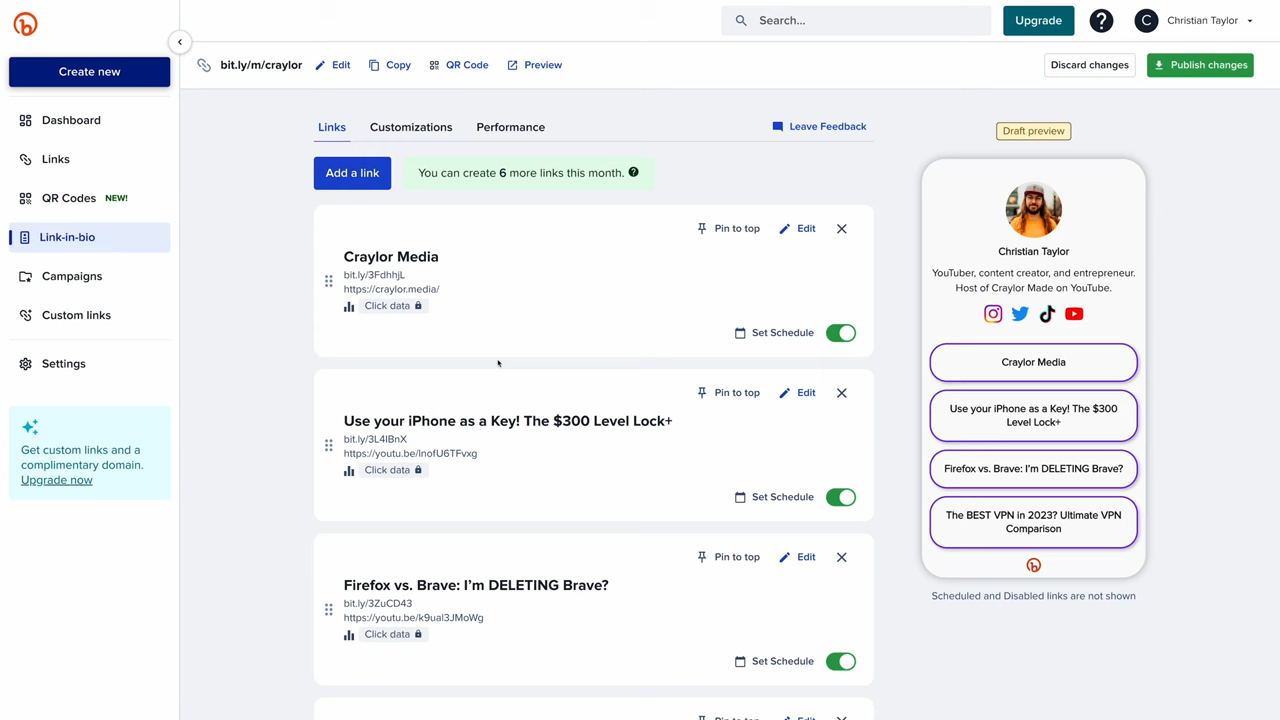 Search...
Upgrade
?
C
Christian Taylor
Create new
Dashboard
Links
QR Codes NEW!
Link-in-bio
Campaigns
Custom links
Settings
Get custom links and a
complimentary domain.
Upgrade now
bit.ly/m/craylor
Edit
Copy
QR Code
Preview
Discard changes
Publish changes
Links
Customizations
Performance
Leave Feedback
Add a link
You can create 6 more links this month.
Pin to top
Edit
Craylor Media
bit.ly/3FdhhjL
https://craylor.media/
Click data
Set Schedule
Pin to top
Edit
Use your iPhone as a Key! The $300 Level Lock+
bit.ly/3L4IBnX
https://youtu.be/lnofU6TFvxg
Click data
Set Schedule
Pin to top
Edit
Firefox vs. Brave: I'm DELETING Brave?
bit.ly/3ZuCD43
https://youtu.be/k9ual3JMoWg
Click data
Set Schedule
Draft preview
Christian Taylor
YouTuber, content creator, and entrepreneur.
Host of Craylor Made on YouTube.
Craylor Media
Use your iPhone as a Key! The $300
Level Lock+
Firefox vs. Brave: I'm DELETING Brave?
The BEST VPN in 2023? Ultimate VPN
Comparison
Scheduled and Disabled links are not shown